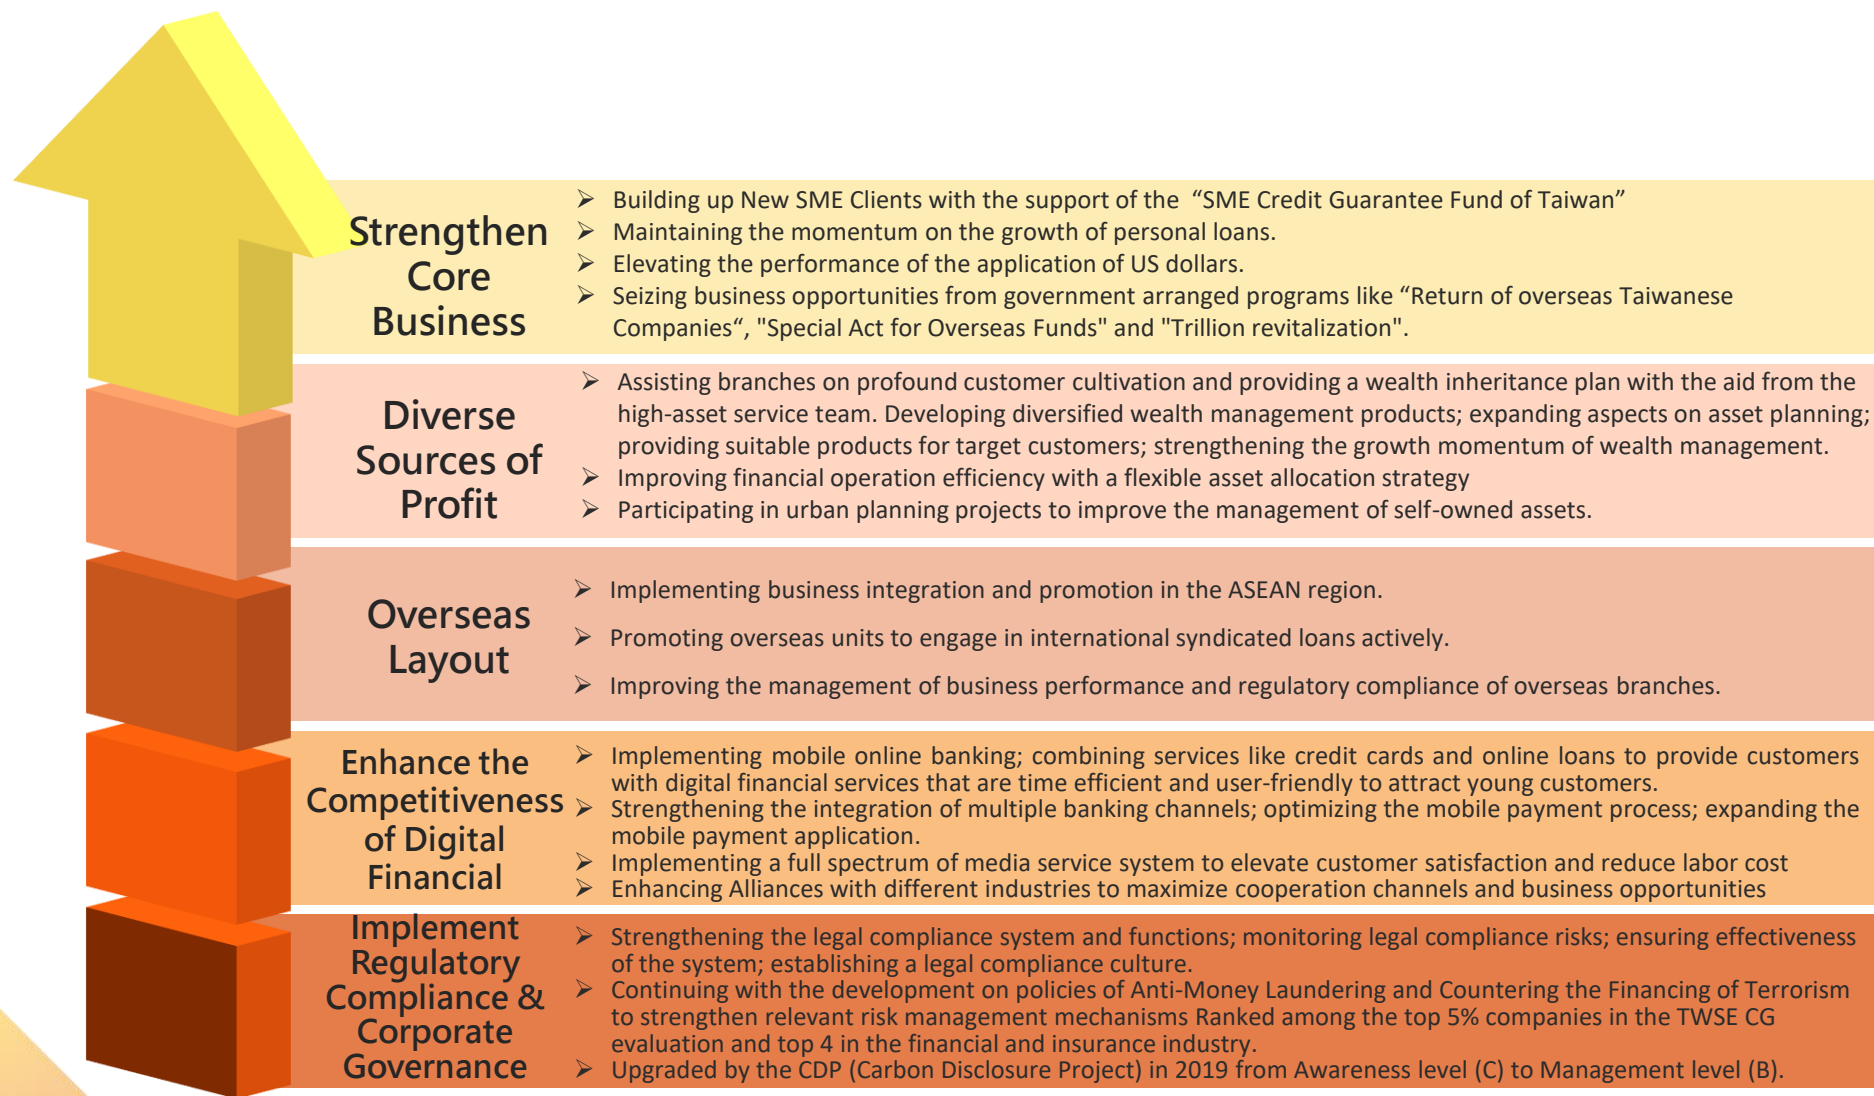 Strengthen
Core
Business
➢ Building up New SME Clients with the support of the “SME Credit Guarantee Fund of Taiwan”
➢ Maintaining the momentum on the growth of personal loans.
➢ Elevating the performance of the application of US dollars.
➢ Seizing business opportunities from government arranged programs like “Return of overseas Taiwanese
Companies“, "Special Act for Overseas Funds" and "Trillion revitalization".
Diverse
Sources of
Profit
➢ Assisting branches on profound customer cultivation and providing a wealth inheritance plan with the aid from the
high-asset service team. Developing diversified wealth management products; expanding aspects on asset planning;
providing suitable products for target customers; strengthening the growth momentum of wealth management.
➢ Improving financial operation efficiency with a flexible asset allocation strategy
➢ Participating in urban planning projects to improve the management of self-owned assets.
Overseas
Layout
➢ Implementing business integration and promotion in the ASEAN region.
➢ Promoting overseas units to engage in international syndicated loans actively.
➢ Improving the management of business performance and regulatory compliance of overseas branches.
Enhance the
Competitiveness
of Digital
Financial
➢ Implementing mobile online banking; combining services like credit cards and online loans to provide customers
with digital financial services that are time efficient and user-friendly to attract young customers.
➢ Strengthening the integration of multiple banking channels; optimizing the mobile payment process; expanding the
mobile payment application.
➢ Implementing a full spectrum of media service system to elevate customer satisfaction and reduce labor cost
➢ Enhancing Alliances with different industries to maximize cooperation channels and business opportunities
Implement
Regulatory
Compliance &
Corporate
Governance
➢ Strengthening the legal compliance system and functions; monitoring legal compliance risks; ensuring effectiveness
of the system; establishing a legal compliance culture.
➢ Continuing with the development on policies of Anti-Money Laundering and Countering the Financing of Terrorism
to strengthen relevant risk management mechanisms Ranked among the top 5% companies in the TWSE CG
evaluation and top 4 in the financial and insurance industry.
➢ Upgraded by the CDP (Carbon Disclosure Project) in 2019 from Awareness level (C) to Management level (B).